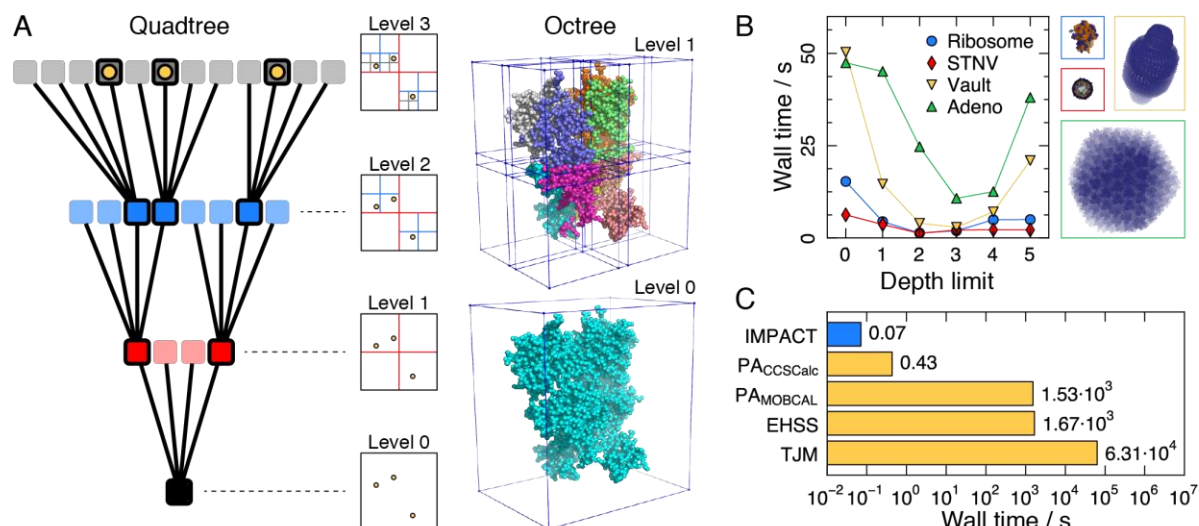 A
Quadtree
Level 3
Level 2
Level 1
Level 0
Octree
Level 1
Level 0
B
Wall time / s
50
25
0
Ribosome
STNV
Vault
Adeno
0 1 2 3 4 5
Depth limit
C
IMPACT 0.07
PA_CCSCalc 0.43
PA_MOBCAL 1.53·10³
EHSS 1.67·10³
TJM 6.31·10⁴
10⁻² 10⁻¹ 10⁰ 10¹ 10² 10³ 10⁴ 10⁵ 10⁶ 10⁷
Wall time / s